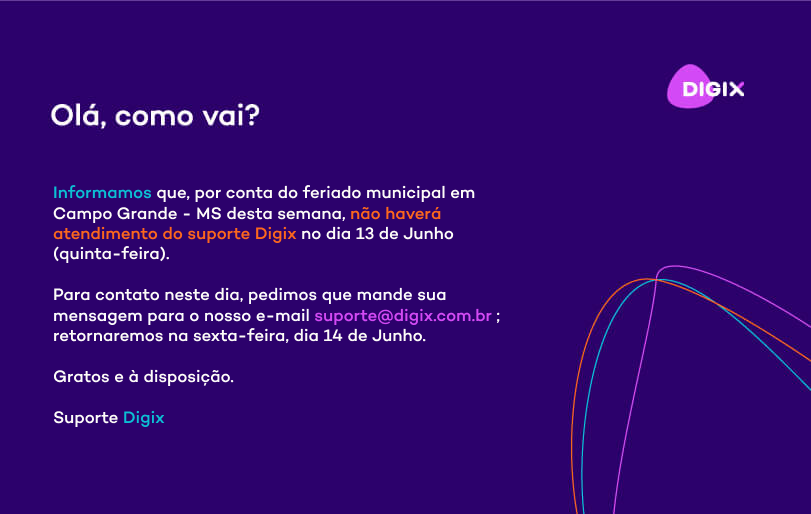 DIGIX
Olá, como vai?
Informamos que, por conta do feriado municipal em
Campo Grande - MS desta semana, não haverá
atendimento do suporte Digix no dia 13 de Junho
(quinta-feira).
Para contato neste dia, pedimos que mande sua
mensagem para o nosso e-mail suporte@digix.com.br ;
retornaremos na sexta-feira, dia 14 de Junho.
Gratos e à disposição.
Suporte Digix